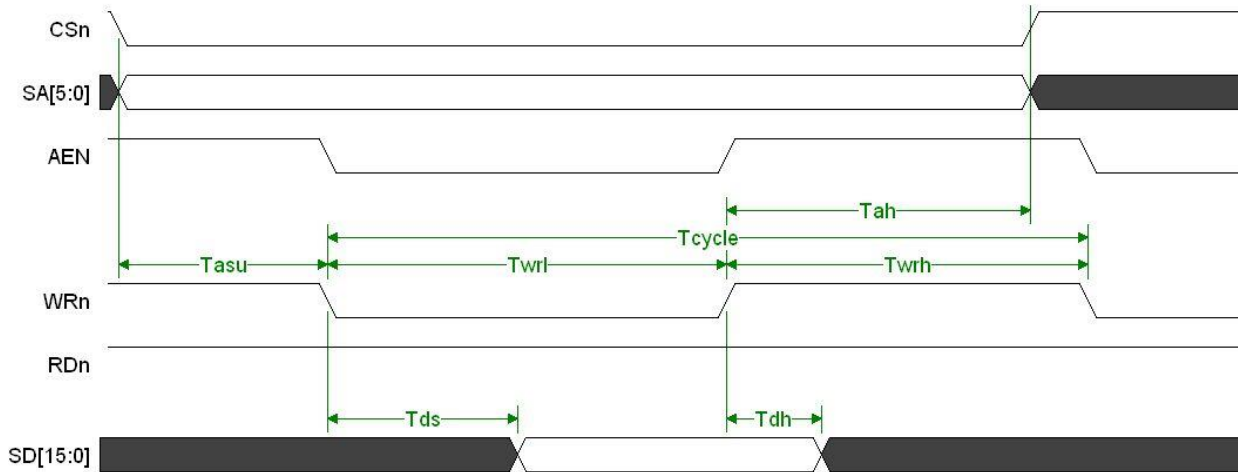 CSn
SA[5:0]
AEN
Tah
Tcycle
Tasu Twrl Twrh
WRn
RDn
Tds Tdh
SD[15:0]